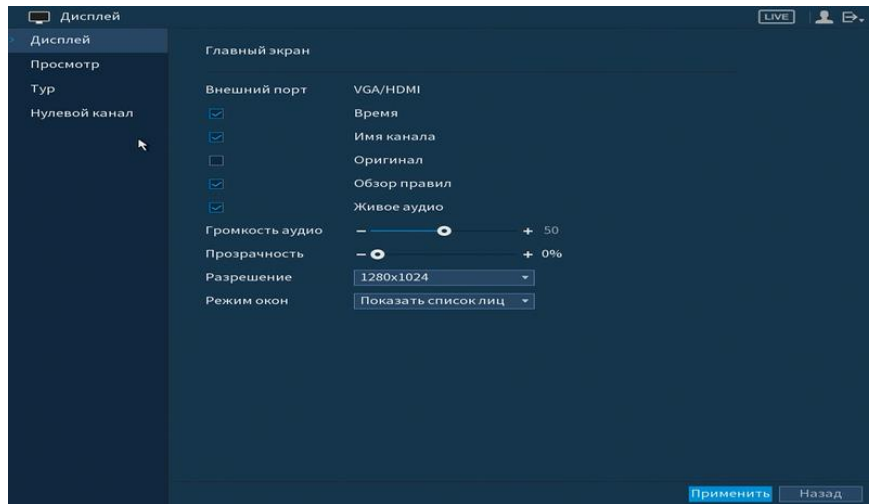 Дисплей
LIVE
Дисплей
Просмотр
Тур
Нулевой канал
Главный экран
Внешний порт VGA/HDMI
Время
Имя канала
Оригинал
Обзор правил
Живое аудио
Громкость аудио − + 50
Прозрачность − + 0%
Разрешение 1280x1024
Режим окон Показать список лиц
Применить Назад